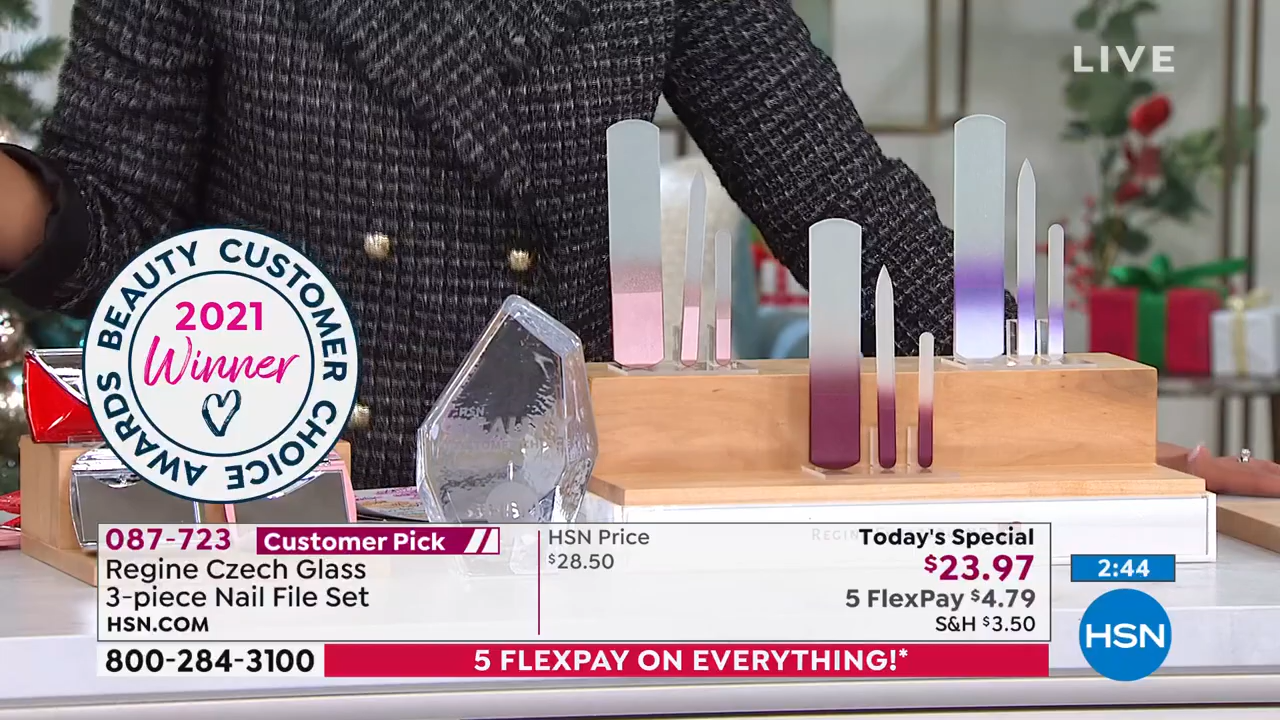 LIVE
BEAUTY CUSTOMER CHOICE AWARDS
2021
Winner
087-723
Customer Pick
Regine Czech Glass
3-piece Nail File Set
HSN.COM
HSN Price
$28.50
Today's Special
$23.97
5 FlexPay $4.79
S&H $3.50
2:44
HSN
800-284-3100
5 FLEXPAY ON EVERYTHING!*